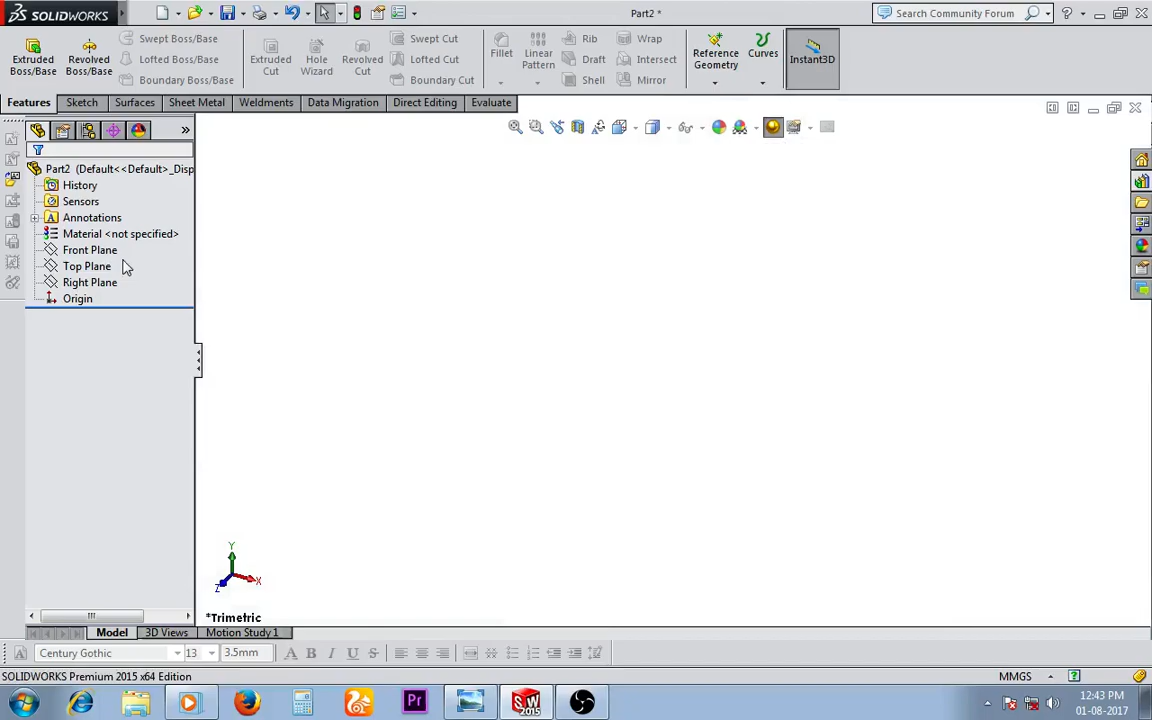 SOLIDWORKS
Part2 *
Search Community Forum
Extruded Boss/Base
Revolved Boss/Base
Swept Boss/Base
Lofted Boss/Base
Boundary Boss/Base
Extruded Cut
Hole Wizard
Revolved Cut
Swept Cut
Lofted Cut
Boundary Cut
Fillet
Linear Pattern
Rib
Draft
Shell
Wrap
Intersect
Mirror
Reference Geometry
Curves
Instant3D
Features
Sketch
Surfaces
Sheet Metal
Weldments
Data Migration
Direct Editing
Evaluate
Part2 (Default<<Default>_Disp
History
Sensors
Annotations
Material <not specified>
Front Plane
Top Plane
Right Plane
Origin
Y
X
Z
*Trimetric
Model
3D Views
Motion Study 1
Century Gothic
13
3.5mm
SOLIDWORKS Premium 2015 x64 Edition
MMGS
Pr
SW
2015
12:43 PM
01-08-2017